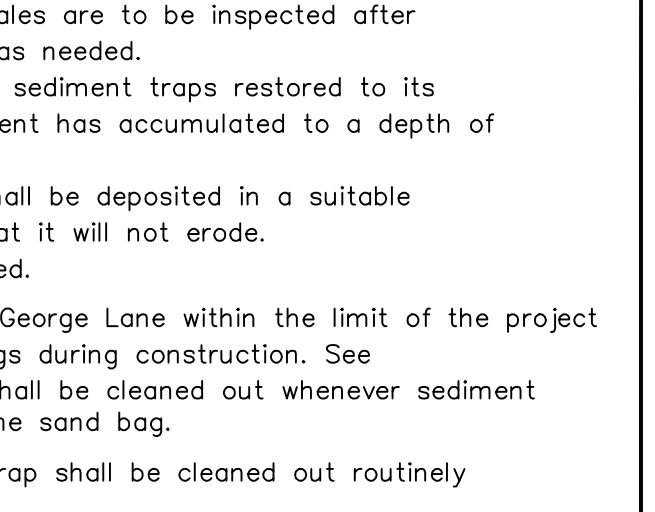 ales are to be inspected after
as needed.
sediment traps restored to its
ent has accumulated to a depth of
hall be deposited in a suitable
at it will not erode.
ed.
George Lane within the limit of the project
gs during construction. See
hall be cleaned out whenever sediment
he sand bag.
rap shall be cleaned out routinely